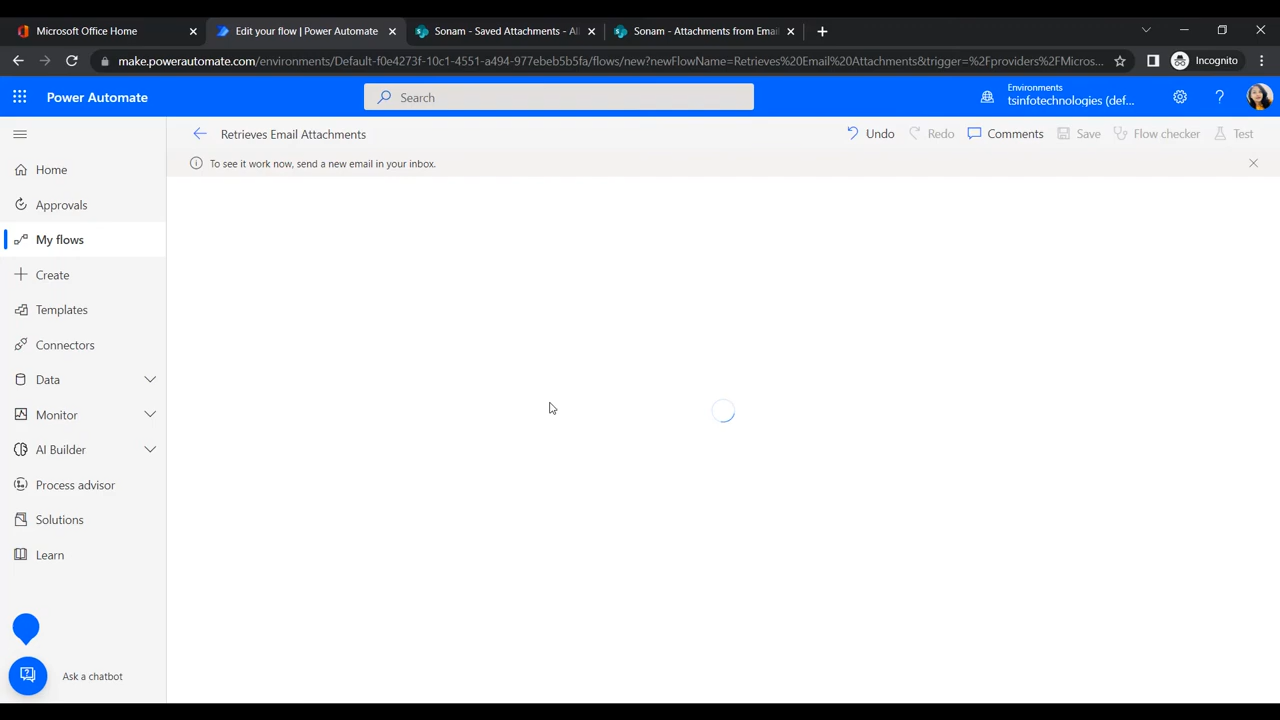 Microsoft Office Home
Edit your flow | Power Automate
Sonam - Saved Attachments - All
Sonam - Attachments from Email
make.powerautomate.com/environments/Default-f0e4273f-10c1-4551-a494-977ebeb5b5fa/flows/new?newFlowName=Retrieves%20Email%20Attachments&trigger=%2Fproviders%2FMicros...
Incognito
Power Automate
Search
Environments
tsinfotechnologies (def...
Retrieves Email Attachments
Undo
Redo
Comments
Save
Flow checker
Test
To see it work now, send a new email in your inbox.
Home
Approvals
My flows
Create
Templates
Connectors
Data
Monitor
AI Builder
Process advisor
Solutions
Learn
Ask a chatbot